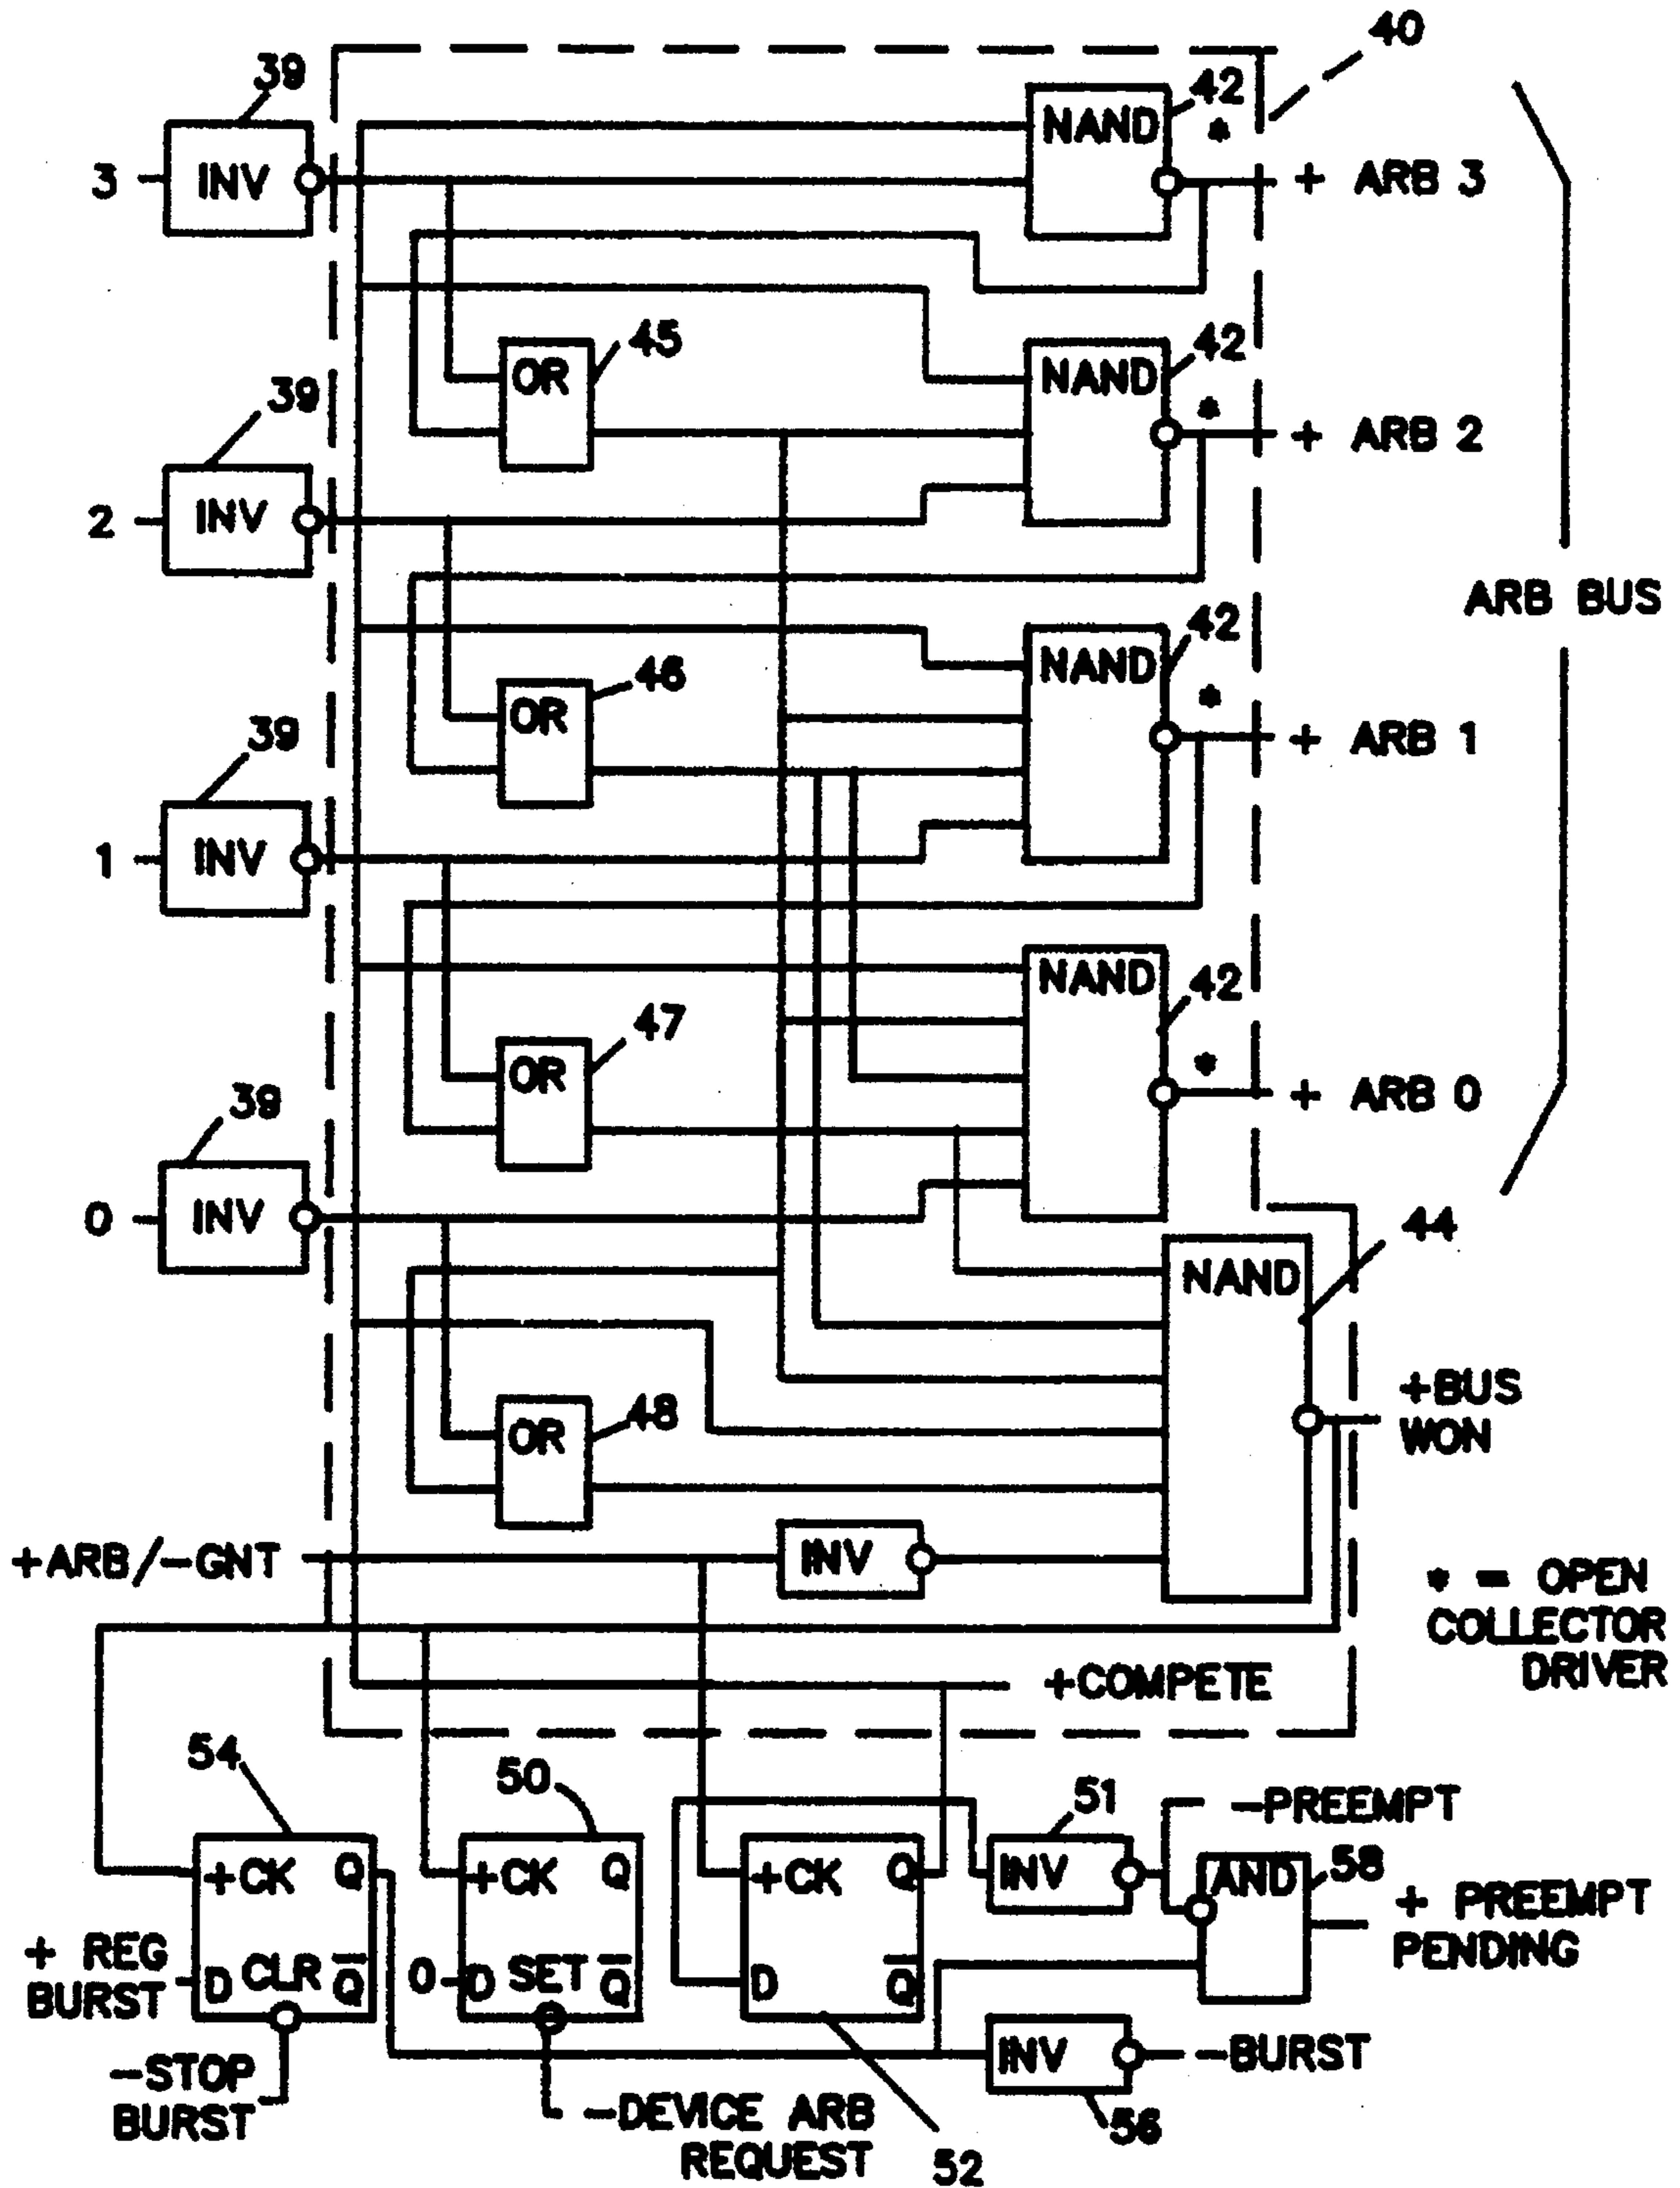 40
39
NAND
42
*
3
INV
+ ARB 3
45
OR
NAND
42
*
+ ARB 2
39
2
INV
ARB BUS
46
OR
NAND
42
*
+ ARB 1
39
1
INV
NAND
42
*
+ ARB 0
47
OR
39
0
INV
44
NAND
48
OR
+BUS
WON
+ARB/-GNT
INV
* = OPEN
COLLECTOR
DRIVER
+COMPETE
54
50
51
-PREEMPT
+CK Q
+CK Q
+CK Q
INV
AND
58
+ PREEMPT
PENDING
+ REG
BURST
D CLR Q̅
0
D SET Q̅
D Q̅
INV
-BURST
-STOP
BURST
-DEVICE ARB
REQUEST
52
56